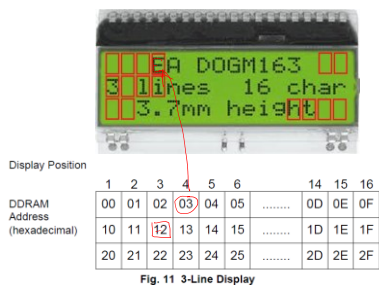 EA DOGM163
3 lines 16 char
3.7mm height
Display Position
1 2 3 4 5 6 14 15 16
DDRAM Address (hexadecimal)
00 01 02 03 04 05 ........ 0D 0E 0F
10 11 12 13 14 15 ........ 1D 1E 1F
20 21 22 23 24 25 ........ 2D 2E 2F
Fig. 11 3-Line Display